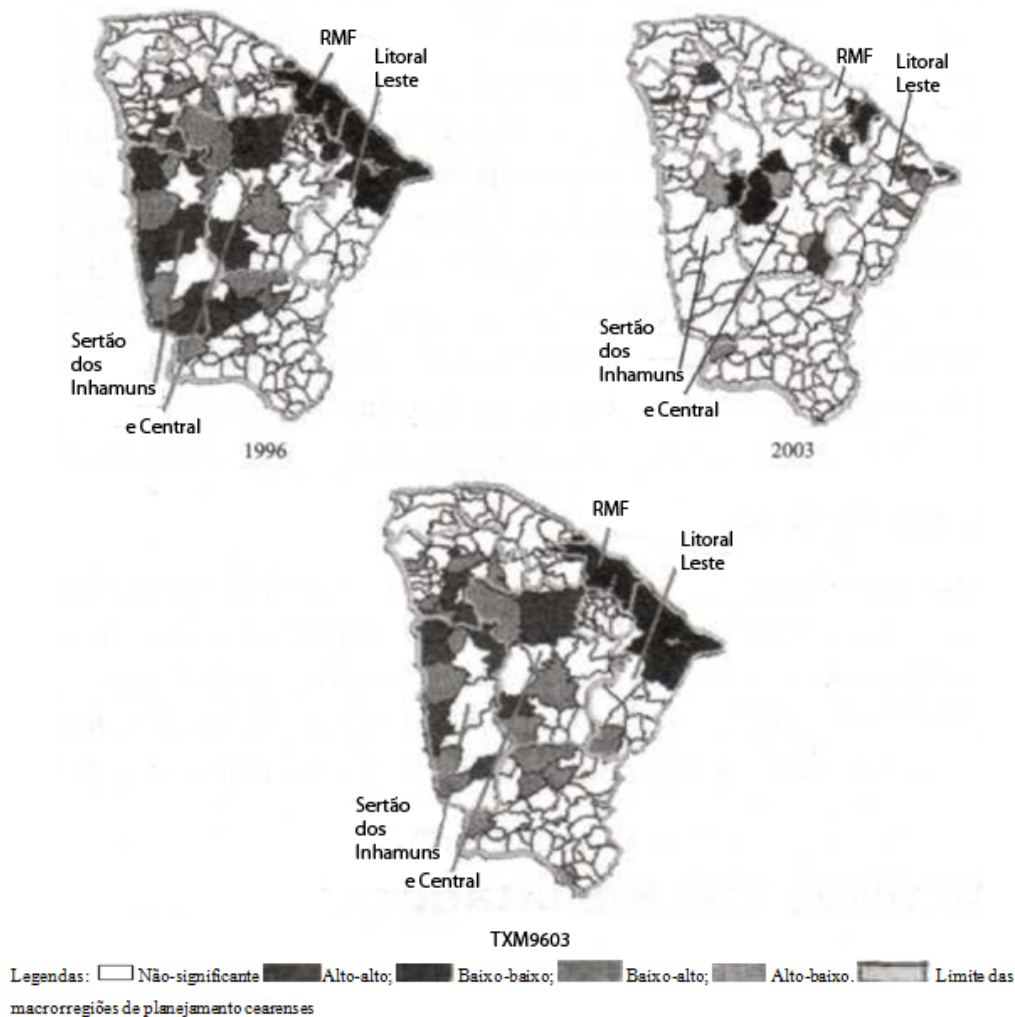 RMF
Litoral
Leste
Sertão
dos
Inhamuns
e Central
1996
RMF
Litoral
Leste
Sertão
dos
Inhamuns
e Central
2003
RMF
Litoral
Leste
Sertão
dos
Inhamuns
e Central
TXM9603
Legendas: Não-significante Alto-alto; Baixo-baixo; Baixo-alto; Alto-baixo. Limite das
macrorregiões de planejamento cearenses